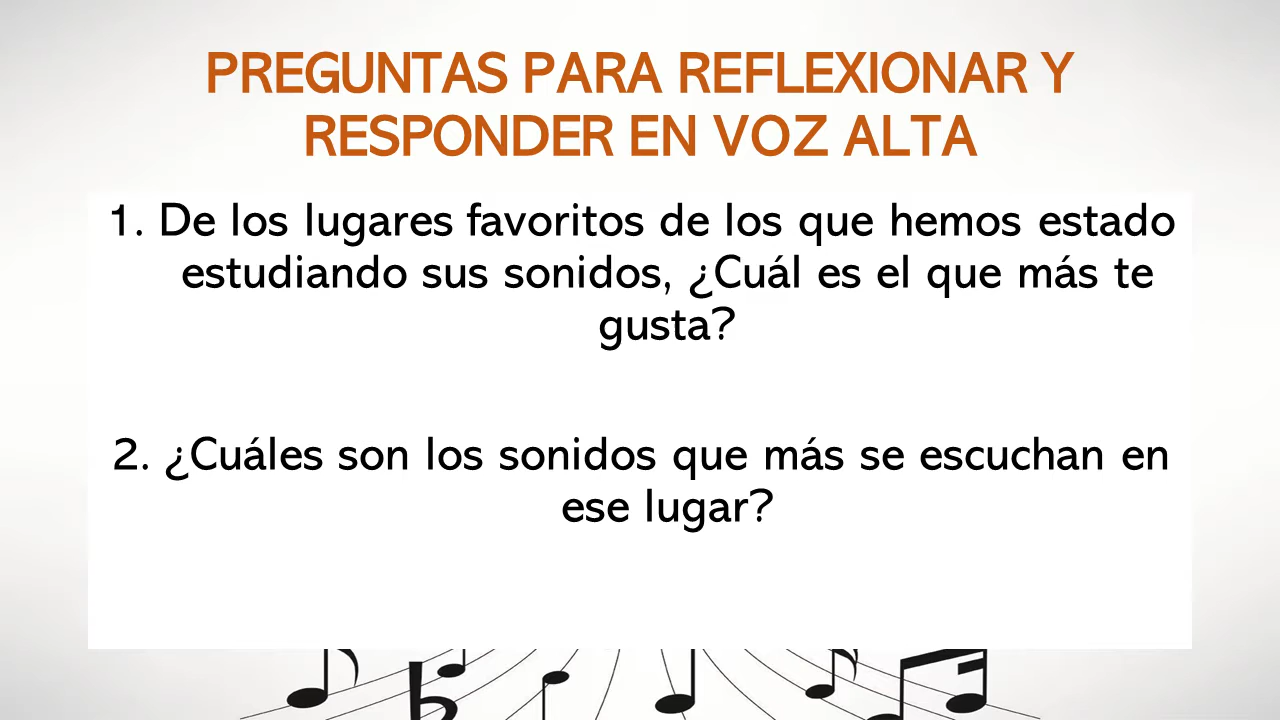 PREGUNTAS PARA REFLEXIONAR Y
RESPONDER EN VOZ ALTA
1. De los lugares favoritos de los que hemos estado
estudiando sus sonidos, ¿Cuál es el que más te
gusta?
2. ¿Cuáles son los sonidos que más se escuchan en
ese lugar?